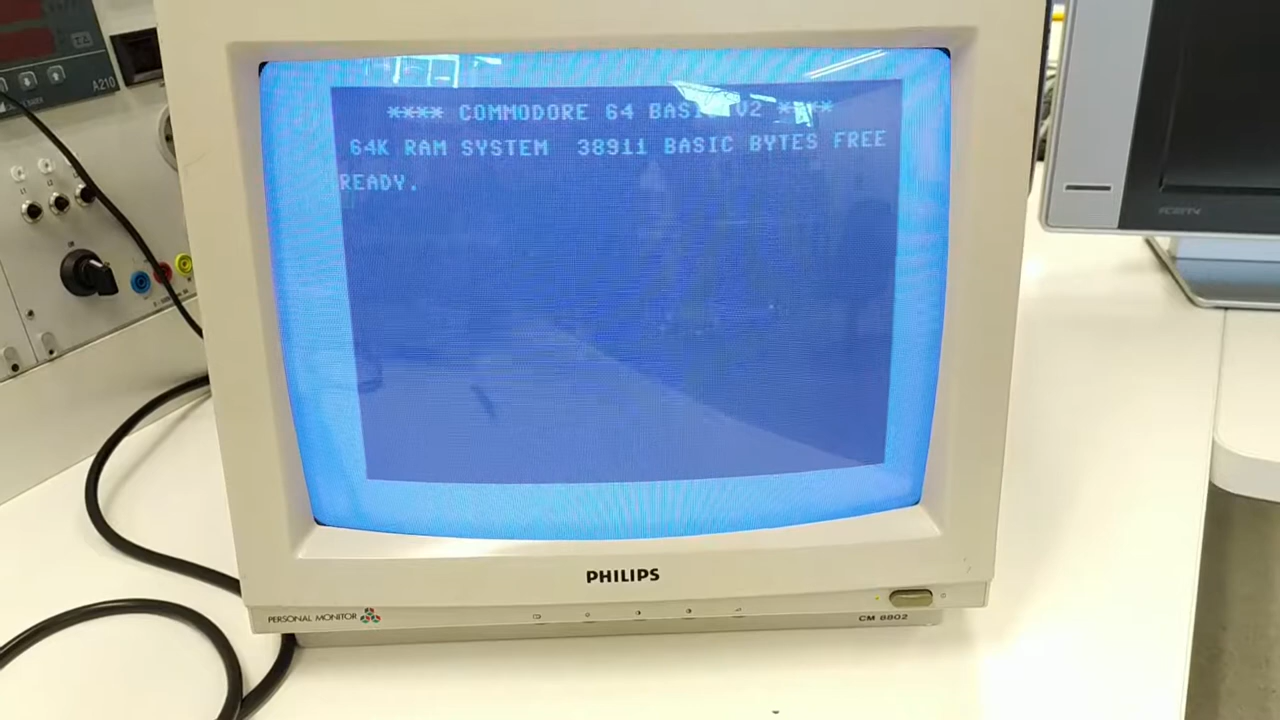 A210
**** COMMODORE 64 BASIC V2 ****
64K RAM SYSTEM 38911 BASIC BYTES FREE
READY.
PHILIPS
PERSONAL MONITOR
CM 8802